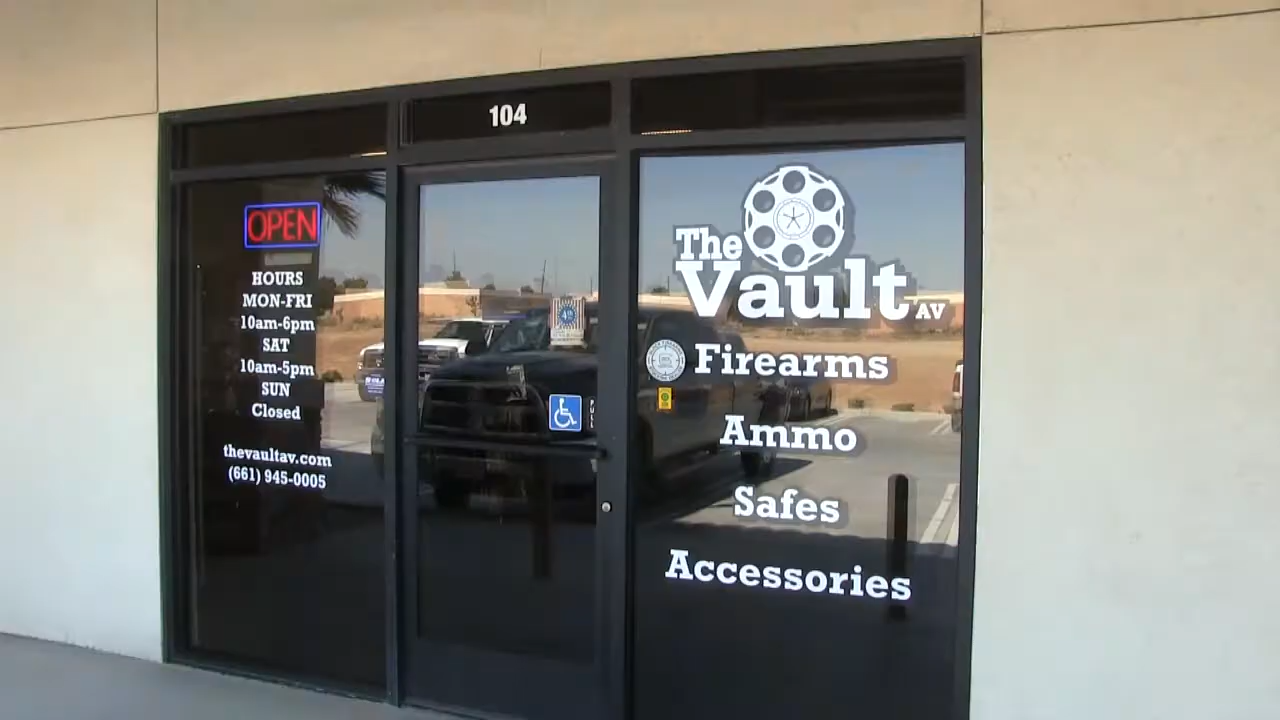 104
OPEN
HOURS
MON-FRI
10am-6pm
SAT
10am-5pm
SUN
Closed
thevaultav.com
(661) 945-0005
PULL
The
Vault AV
Firearms
Ammo
Safes
Accessories